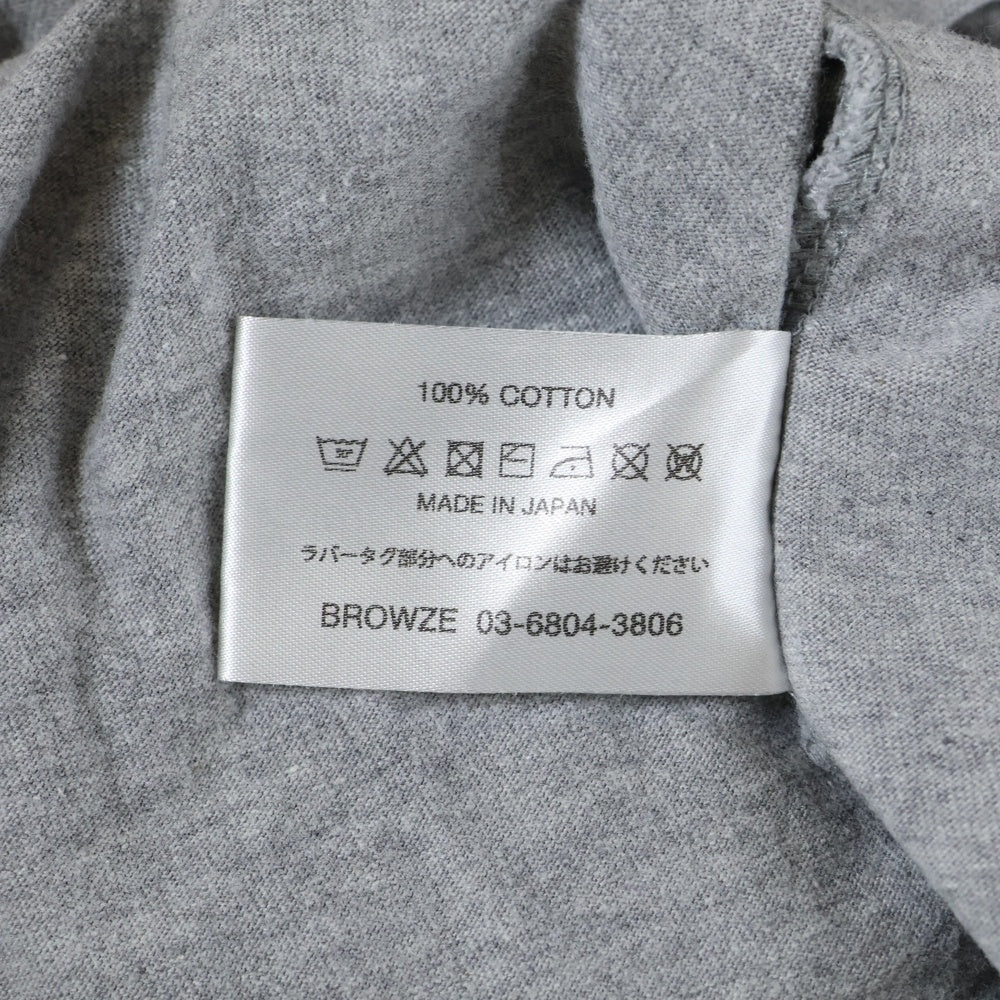 100% COTTON
MADE IN JAPAN
ラバータグ部分へのアイロンはお避けください
BROWZE 03-6804-3806